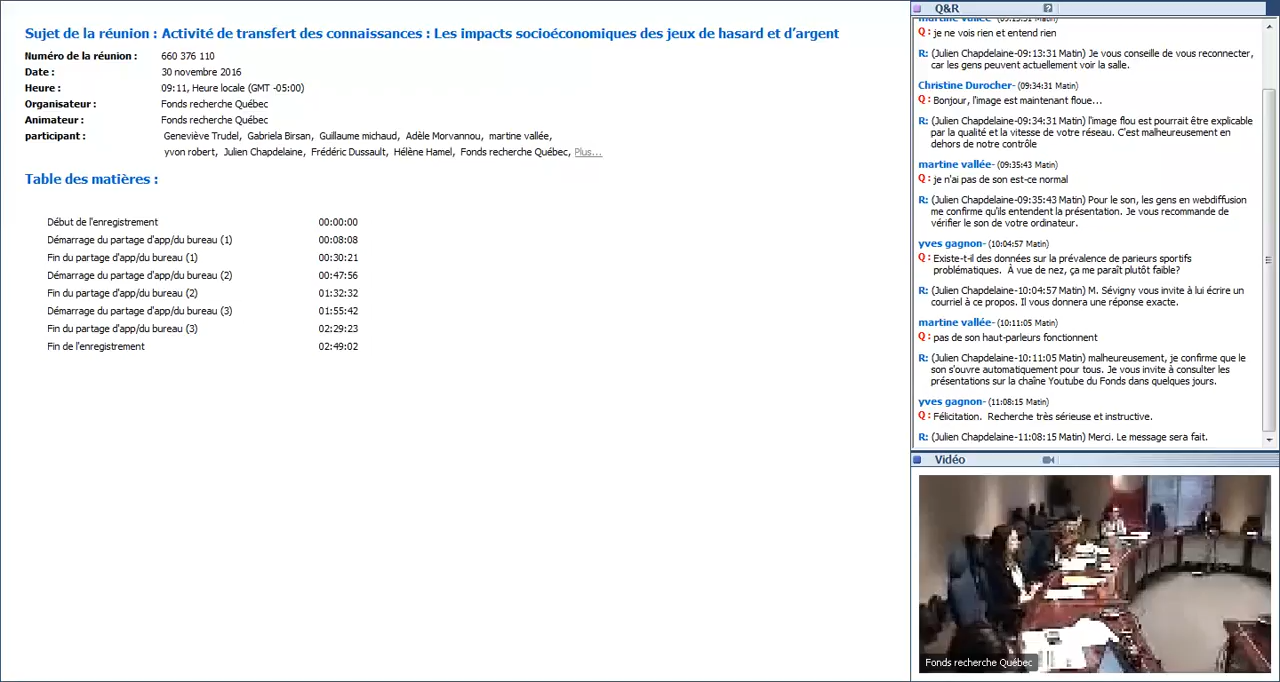 Sujet de la réunion : Activité de transfert des connaissances : Les impacts socioéconomiques des jeux de hasard et d’argent
Numéro de la réunion : 660 376 110
Date : 30 novembre 2016
Heure : 09:11, Heure locale (GMT -05:00)
Organisateur : Fonds recherche Québec
Animateur : Fonds recherche Québec
participant : Geneviève Trudel, Gabriela Birsan, Guillaume michaud, Adèle Morvannou, martine vallée,
yvon robert, Julien Chapdelaine, Frédéric Dussault, Hélène Hamel, Fonds recherche Québec, Plus...
Table des matières :
Début de l'enregistrement 00:00:00
Démarrage du partage d'app/du bureau (1) 00:08:08
Fin du partage d'app/du bureau (1) 00:30:21
Démarrage du partage d'app/du bureau (2) 00:47:56
Fin du partage d'app/du bureau (2) 01:32:32
Démarrage du partage d'app/du bureau (3) 01:55:42
Fin du partage d'app/du bureau (3) 02:29:23
Fin de l'enregistrement 02:49:02
Q&R
martine vallée- (09:13:31 Matin)
Q : je ne vois rien et entend rien
R: (Julien Chapdelaine-09:13:31 Matin) Je vous conseille de vous reconnecter,
car les gens peuvent actuellement voir la salle.
Christine Durocher- (09:34:31 Matin)
Q : Bonjour, l'image est maintenant floue...
R: (Julien Chapdelaine-09:34:31 Matin) l'image flou est pourrait être explicable
par la qualité et la vitesse de votre réseau. C'est malheureusement en
dehors de notre contrôle
martine vallée- (09:35:43 Matin)
Q : je n'ai pas de son est-ce normal
R: (Julien Chapdelaine-09:35:43 Matin) Pour le son, les gens en webdiffusion
me confirme qu'ils entendent la présentation. Je vous recommande de
vérifier le son de votre ordinateur.
yves gagnon- (10:04:57 Matin)
Q : Existe-t-il des données sur la prévalence de parieurs sportifs
problématiques. À vue de nez, ça me paraît plutôt faible?
R: (Julien Chapdelaine-10:04:57 Matin) M. Sévigny vous invite à lui écrire un
courriel à ce propos. Il vous donnera une réponse exacte.
martine vallée- (10:11:05 Matin)
Q : pas de son haut-parleurs fonctionnent
R: (Julien Chapdelaine-10:11:05 Matin) malheureusement, je confirme que le
son s'ouvre automatiquement pour tous. Je vous invite à consulter les
présentations sur la chaîne Youtube du Fonds dans quelques jours.
yves gagnon- (11:08:15 Matin)
Q : Félicitation. Recherche très sérieuse et instructive.
R: (Julien Chapdelaine-11:08:15 Matin) Merci. Le message sera fait.
Vidéo
Fonds recherche Québec